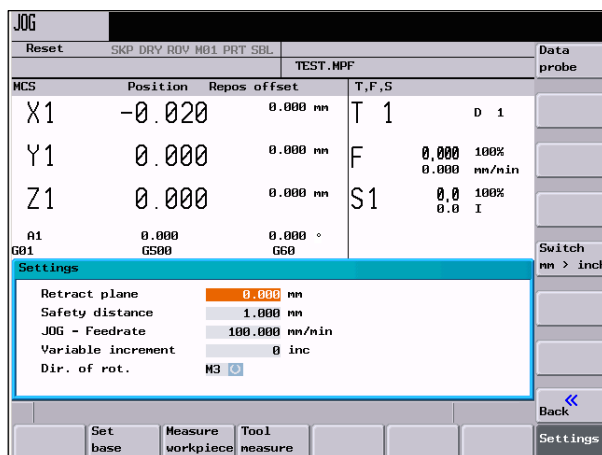 JOG
Reset SKP DRY ROV M01 PRT SBL
TEST.MPF
Data probe
MCS Position Repos offset T,F,S
X1 -0.020 0.000 mm T 1 D 1
Y1 0.000 0.000 mm F 0,000 100%
0.000 mm/min
Z1 0.000 0.000 mm S1 0,0 100%
0.0 I
A1 0.000 0.000 °
G01 G500 G60
Switch mm > inch
Settings
Retract plane 0.000 mm
Safety distance 1.000 mm
JOG - Feedrate 100.000 mm/min
Variable increment 0 inc
Dir. of rot. M3
Back «
Set base
Measure workpiece
Tool measure
Settings